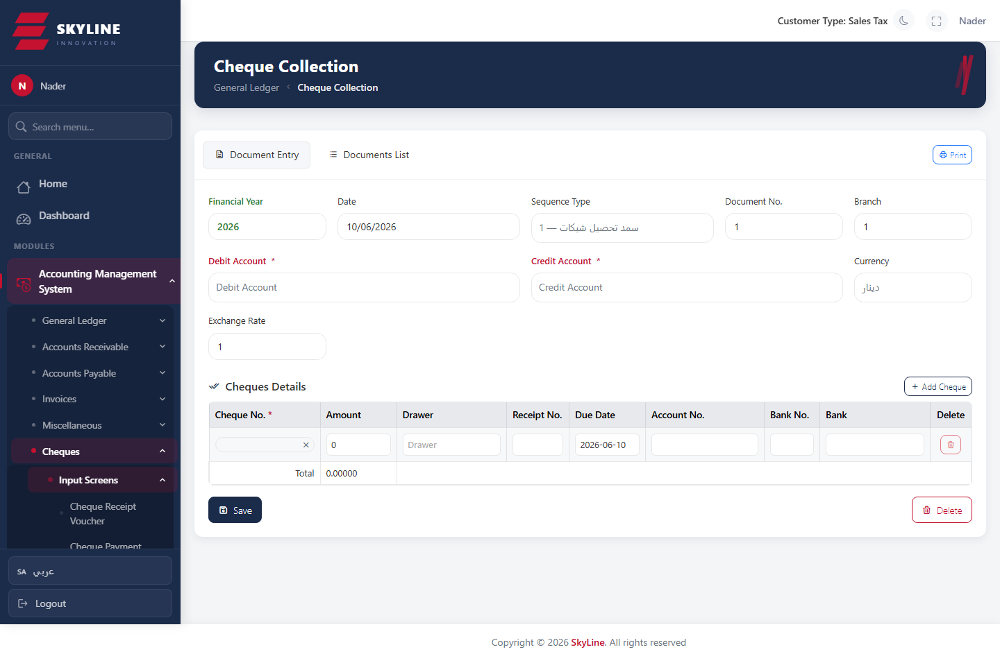 SKYLINE
INNOVATION
N Nader
Search menu...
GENERAL
Home
Dashboard
MODULES
Accounting Management
System
General Ledger
Accounts Receivable
Accounts Payable
Invoices
Miscellaneous
Cheques
Input Screens
Cheque Receipt
Voucher
Cheque Payment
SA عربي
Logout
Customer Type: Sales Tax
Nader
Cheque Collection
General Ledger < Cheque Collection
Document Entry
Documents List
Print
Financial Year
Date
Sequence Type
Document No.
Branch
2026
10/06/2026
1 — سمد تحصيل شيكات
1
1
Debit Account *
Credit Account *
Currency
Debit Account
Credit Account
دينار
Exchange Rate
1
Cheques Details
+ Add Cheque
Cheque No. * Amount Drawer Receipt No. Due Date Account No. Bank No. Bank Delete
× 0 Drawer 2026-06-10
Total 0.00000
Save
Delete
Copyright © 2026 SkyLine. All rights reserved